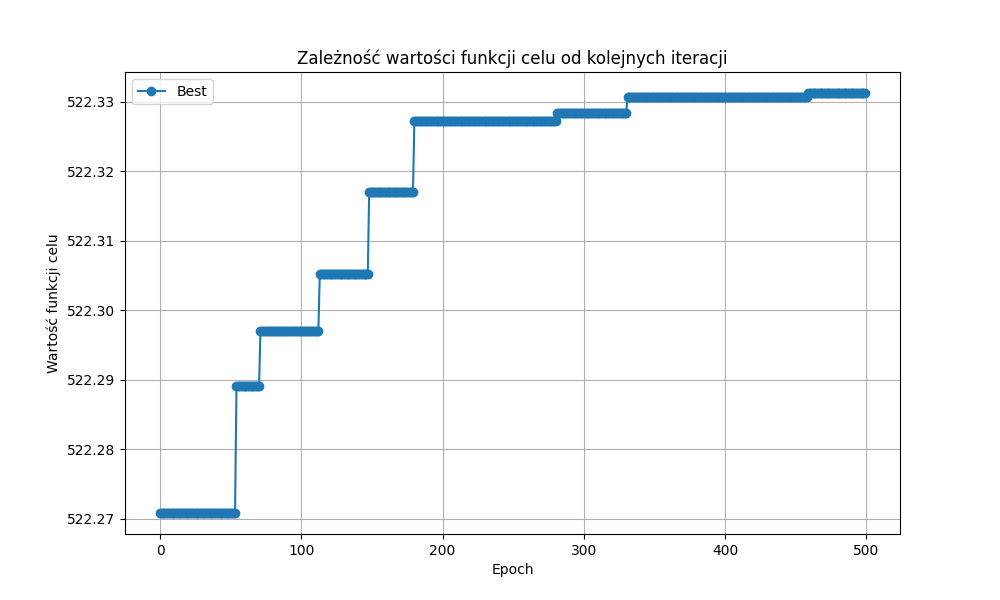 Zależność wartości funkcji celu od kolejnych iteracji
Best
522.33
522.32
522.31
522.30
522.29
522.28
522.27
Wartość funkcji celu
0 100 200 300 400 500
Epoch